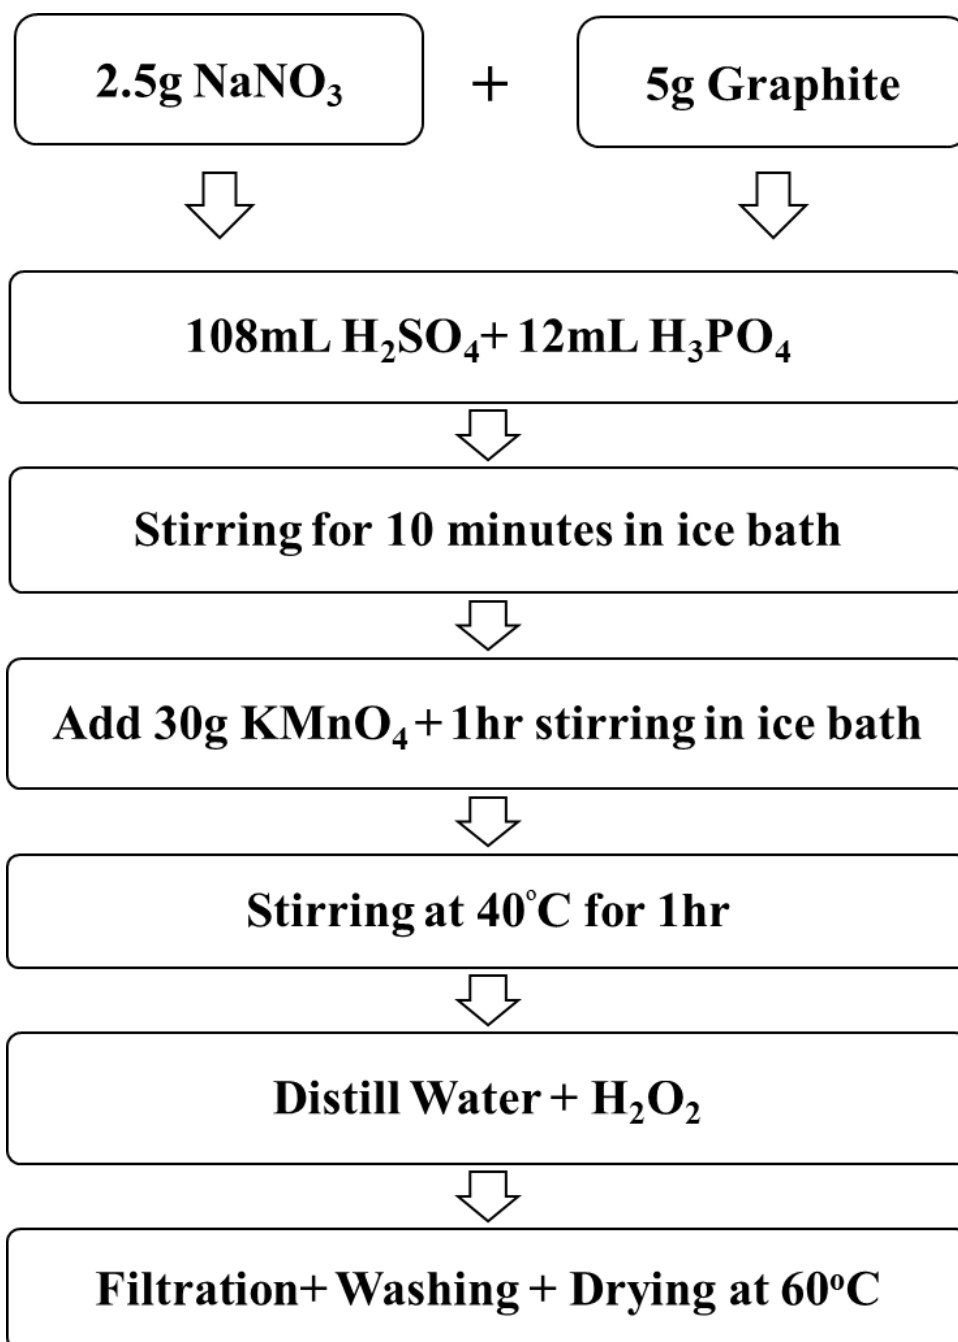 2.5g NaNO₃ + 5g Graphite
108mL H₂SO₄+ 12mL H₃PO₄
Stirring for 10 minutes in ice bath
Add 30g KMnO₄ + 1hr stirring in ice bath
Stirring at 40°C for 1hr
Distill Water + H₂O₂
Filtration+ Washing + Drying at 60°C